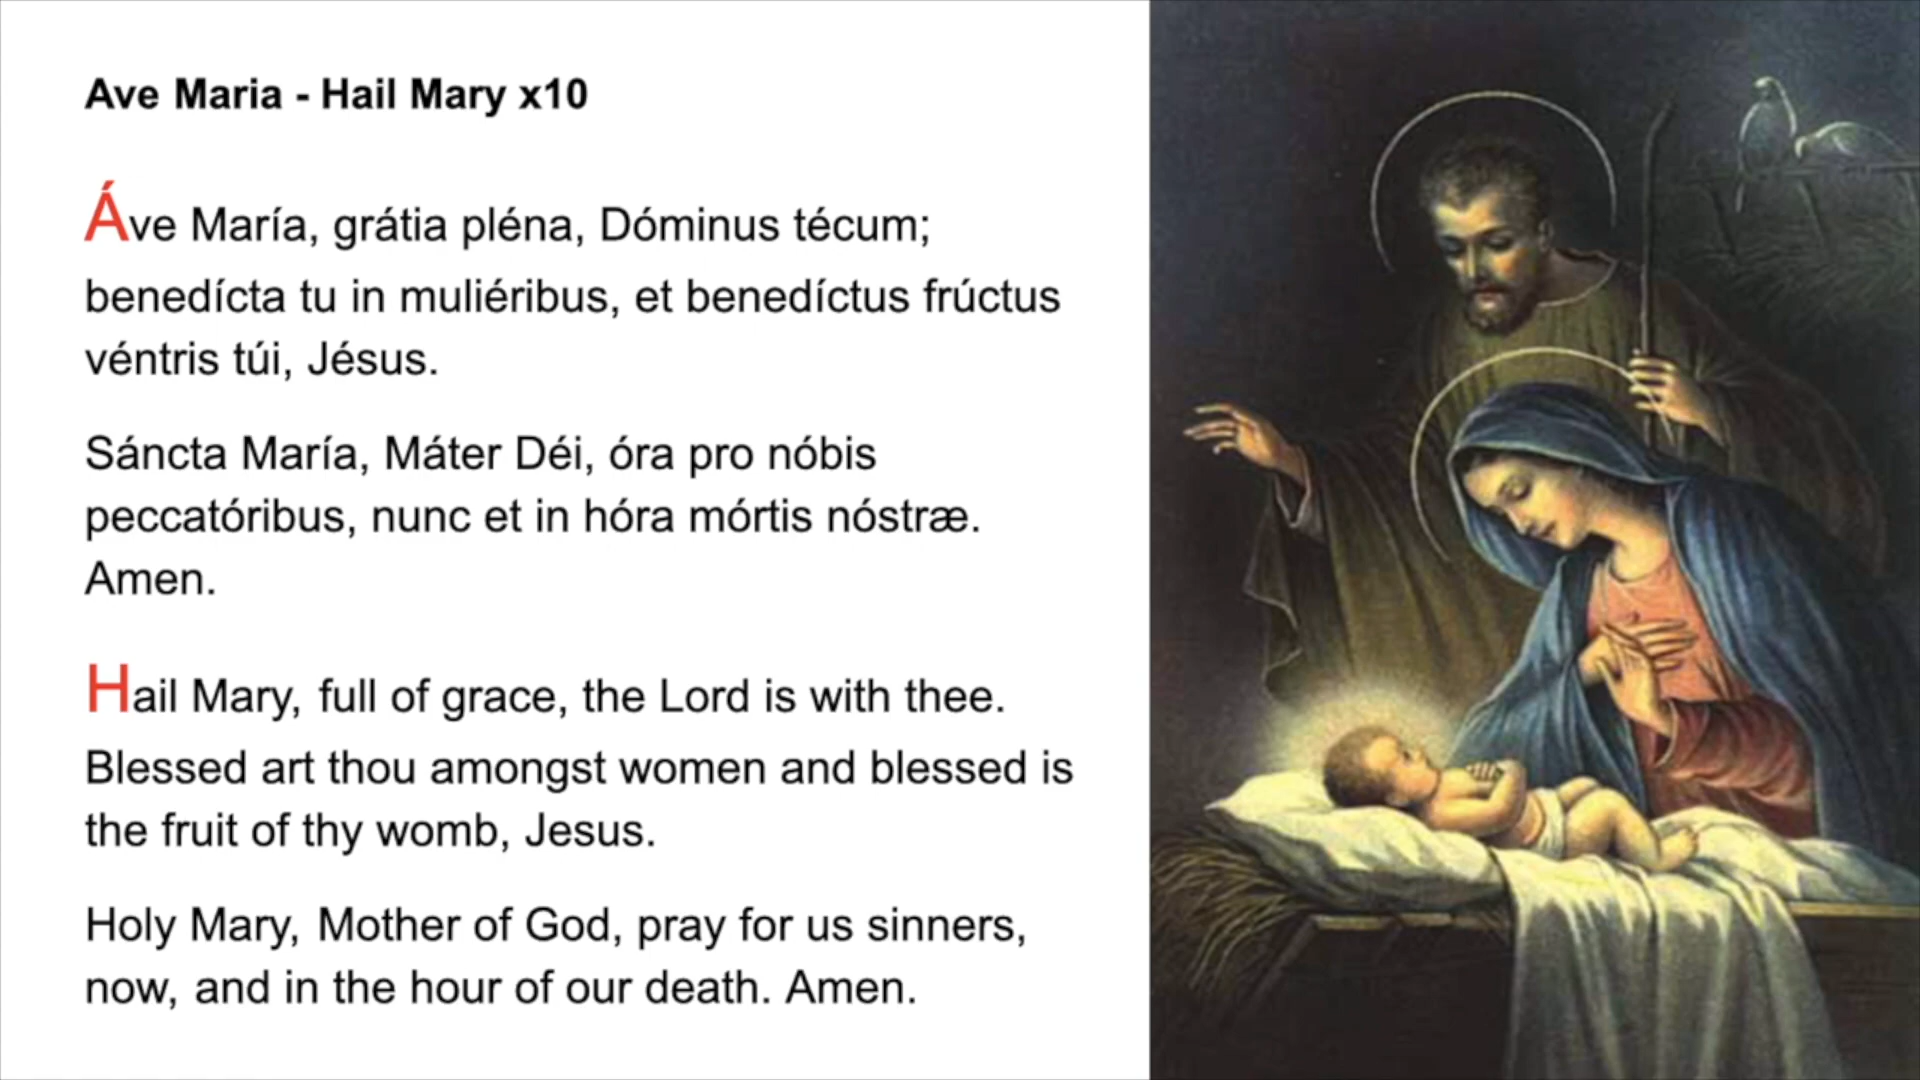 Ave Maria - Hail Mary x10
Áve María, grátia pléna, Dóminus técum;
benedícta tu in muliéribus, et benedíctus frúctus
véntris túi, Jésus.
Sáncta María, Máter Déi, óra pro nóbis
peccatóribus, nunc et in hóra mórtis nóstræ.
Amen.
Hail Mary, full of grace, the Lord is with thee.
Blessed art thou amongst women and blessed is
the fruit of thy womb, Jesus.
Holy Mary, Mother of God, pray for us sinners,
now, and in the hour of our death. Amen.